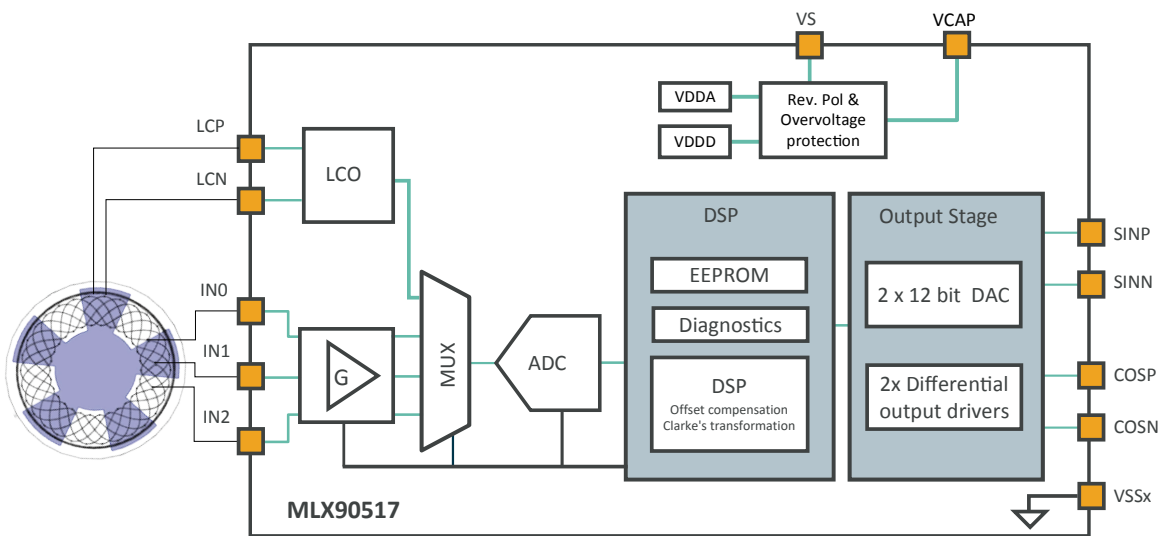 VS
VCAP
VDDA
VDDD
Rev. Pol &
Overvoltage
protection
LCP
LCN
LCO
IN0
IN1
IN2
G
MUX
ADC
DSP
EEPROM
Diagnostics
DSP
Offset compensation
Clarke's transformation
Output Stage
2 x 12 bit DAC
2x Differential
output drivers
SINP
SINN
COSP
COSN
VSSx
MLX90517